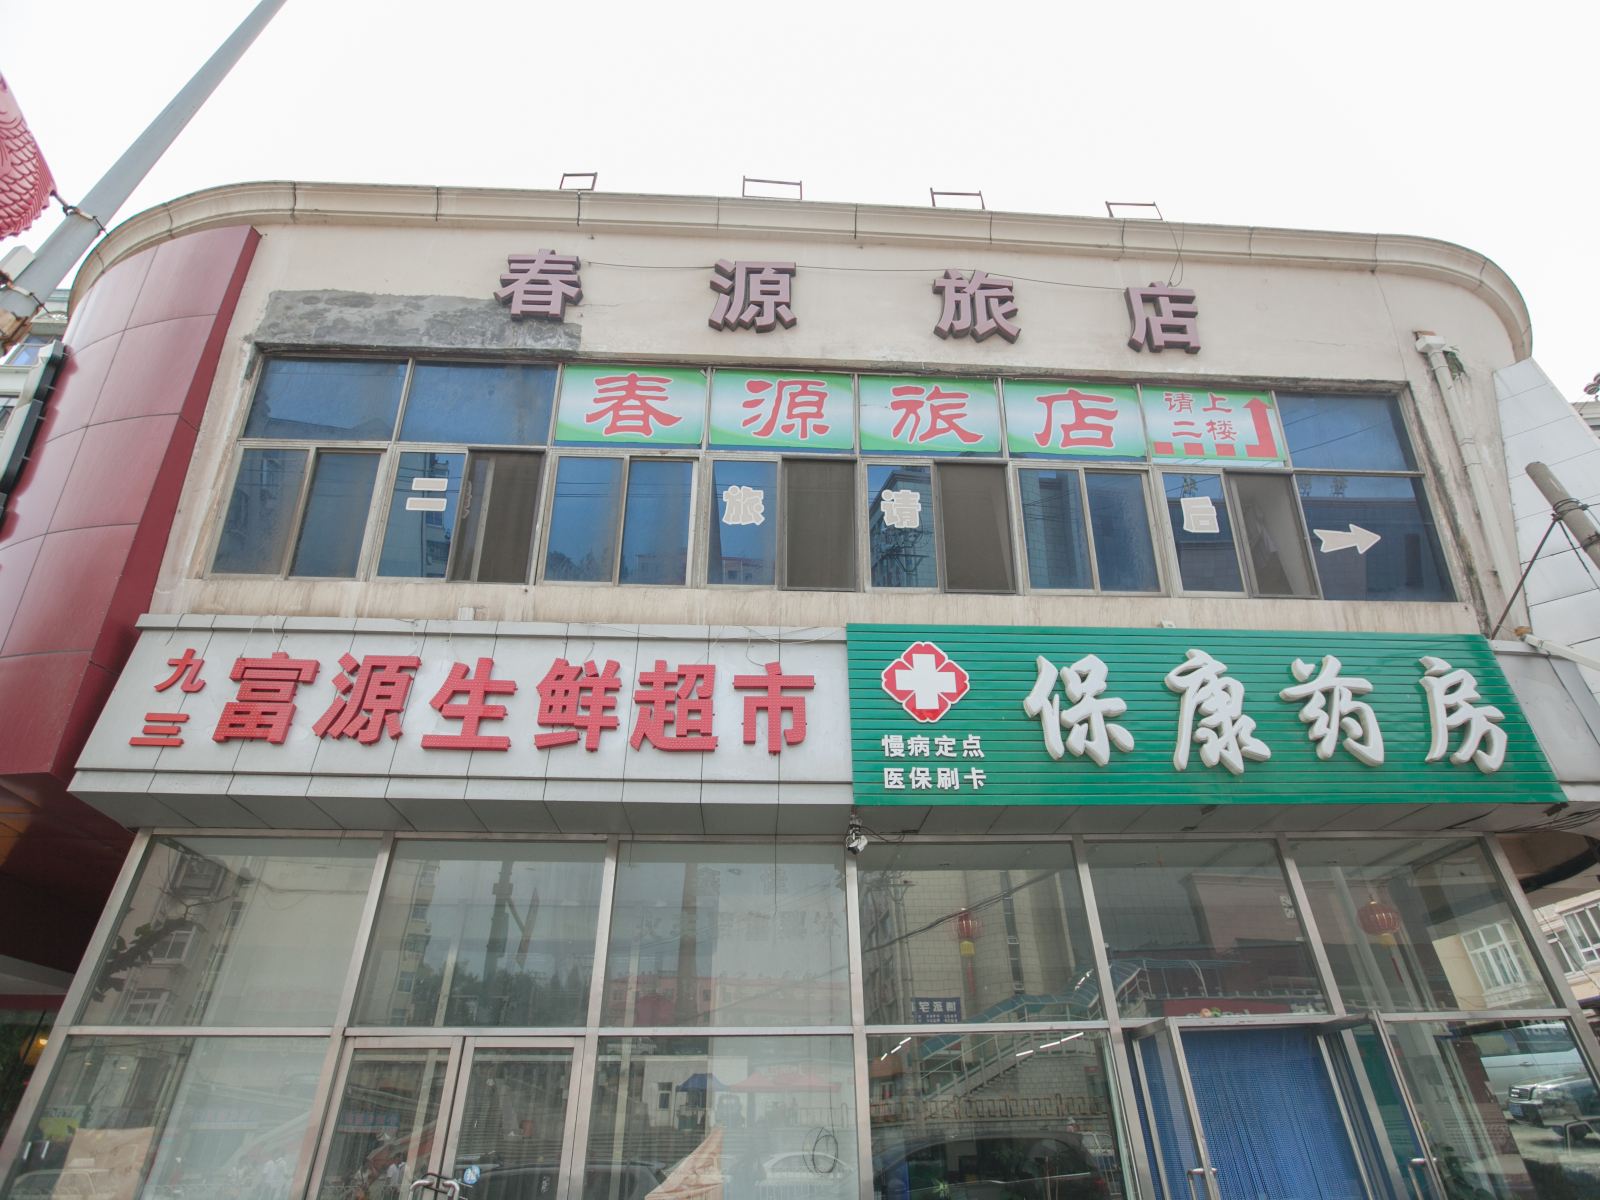 春源旅店
春源旅店
请上
二楼
二 旅 请 后
九三
富源生鲜超市
保康药房
慢病定点
医保刷卡